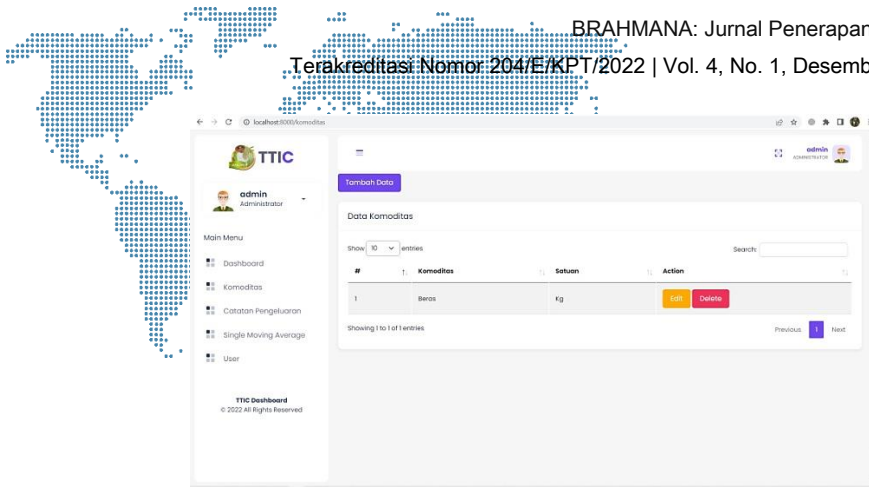 BRAHMANA: Jurnal Penerapan
Terakreditasi Nomor 204/E/KPT/2022 | Vol. 4, No. 1, Desemb
localhost:8000/komoditas
TTIC
admin
ADMINISTRATOR
admin
Administrator
Tambah Data
Data Komoditas
Main Menu
Dashboard
Komoditas
Catatan Pengeluaran
Single Moving Average
User
Show 10 entries
Search:
# Komoditas Satuan Action
1 Beras Kg Edit Delete
Showing 1 to 1 of 1 entries
Previous 1 Next
TTIC Dashboard
© 2022 All Rights Reserved